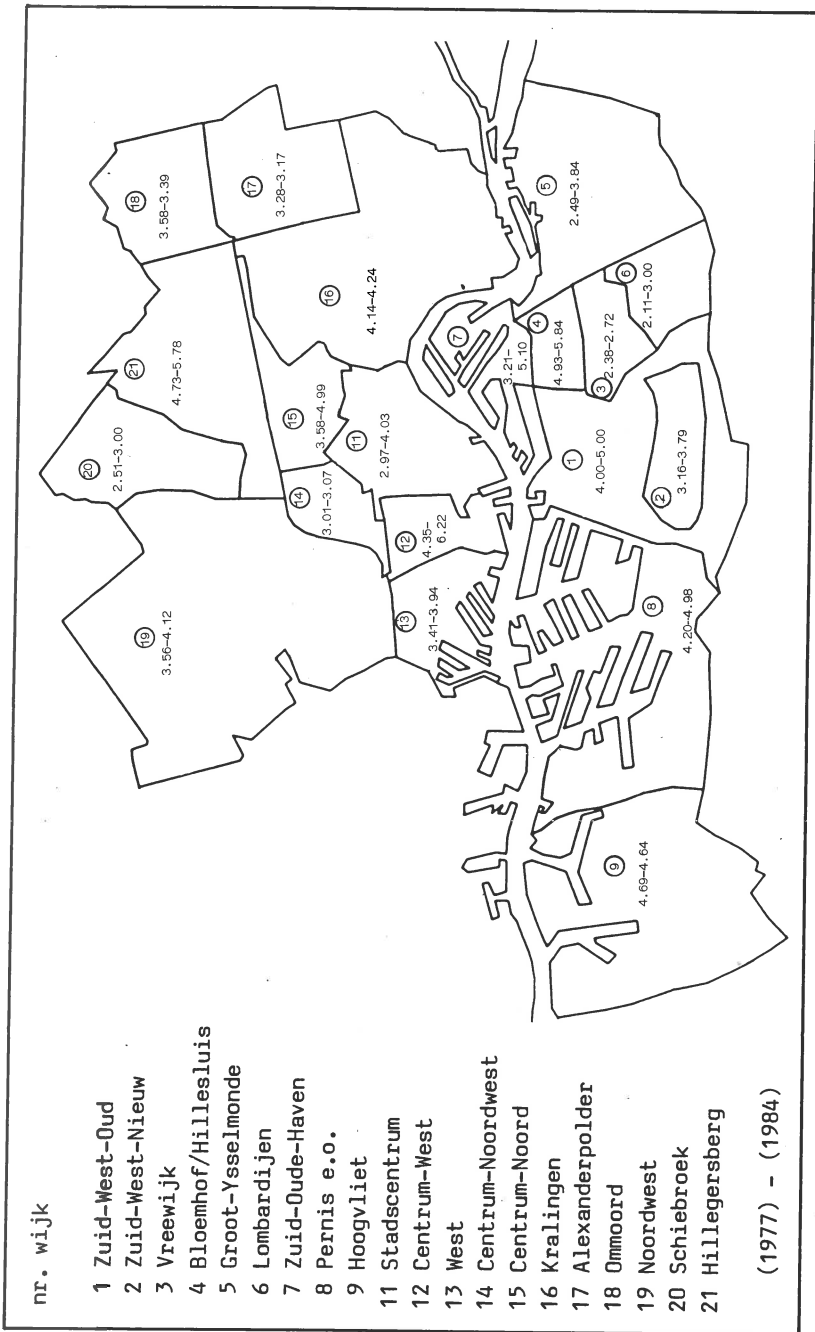 nr. wijk
1 Zuid-West-Oud
2 Zuid-West-Nieuw
3 Vreewijk
4 Bloemhof/Hillesluis
5 Groot-Ysselmonde
6 Lombardijen
7 Zuid-Oude-Haven
8 Pernis e.o.
9 Hoogvliet
11 Stadscentrum
12 Centrum-West
13 West
14 Centrum-Noordwest
15 Centrum-Noord
16 Kralingen
17 Alexanderpolder
18 Ommoord
19 Noordwest
20 Schiebroek
21 Hillegersberg
(1977) - (1984)
20
2.51-3.00
21
4.73-5.78
18
3.58-3.39
19
3.56-4.12
17
3.28-3.17
14
3.01-3.07
15
3.58-4.99
16
4.14-4.24
11
2.97-4.03
13
3.41-3.94
12
4.35-
6.22
7
3.21-
5.10
5
2.49-3.84
4
4.93-5.84
1
4.00-5.00
3
2.38-2.72
6
2.11-3.00
9
4.69-4.64
8
4.20-4.98
2
3.16-3.79